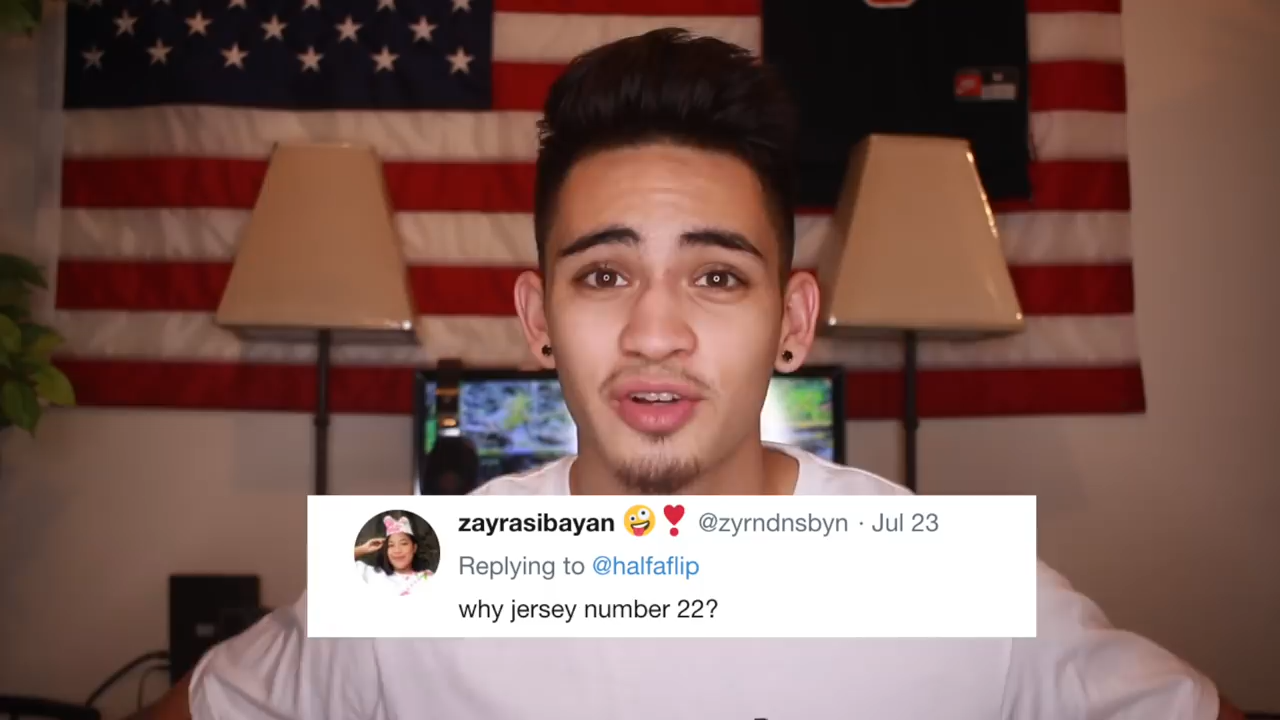 zayrasibayan 🤪❣️ @zyrndnsbyn · Jul 23
Replying to @halfaflip
why jersey number 22?